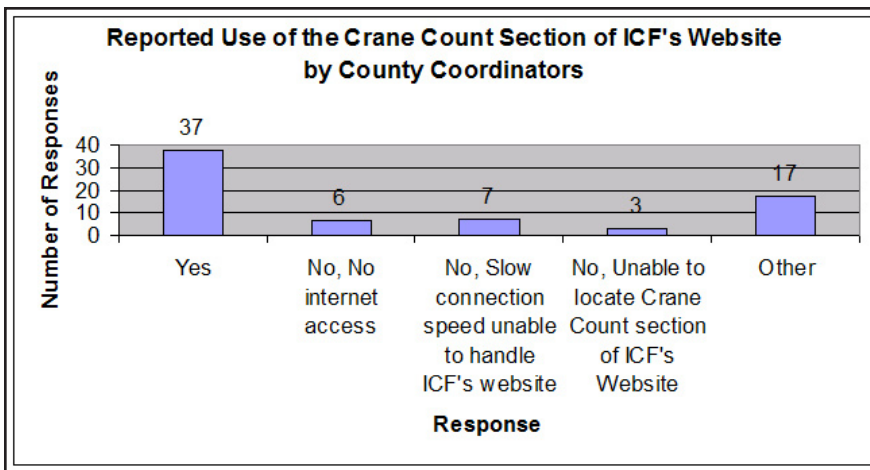 Reported Use of the Crane Count Section of ICF's Website
by County Coordinators
Number of Responses
40
30
20
10
0
37
6
7
3
17
Yes
No, No
internet
access
No, Slow
connection
speed unable
to handle
ICF's website
No, Unable to
locate Crane
Count section
of ICF's
Website
Other
Response